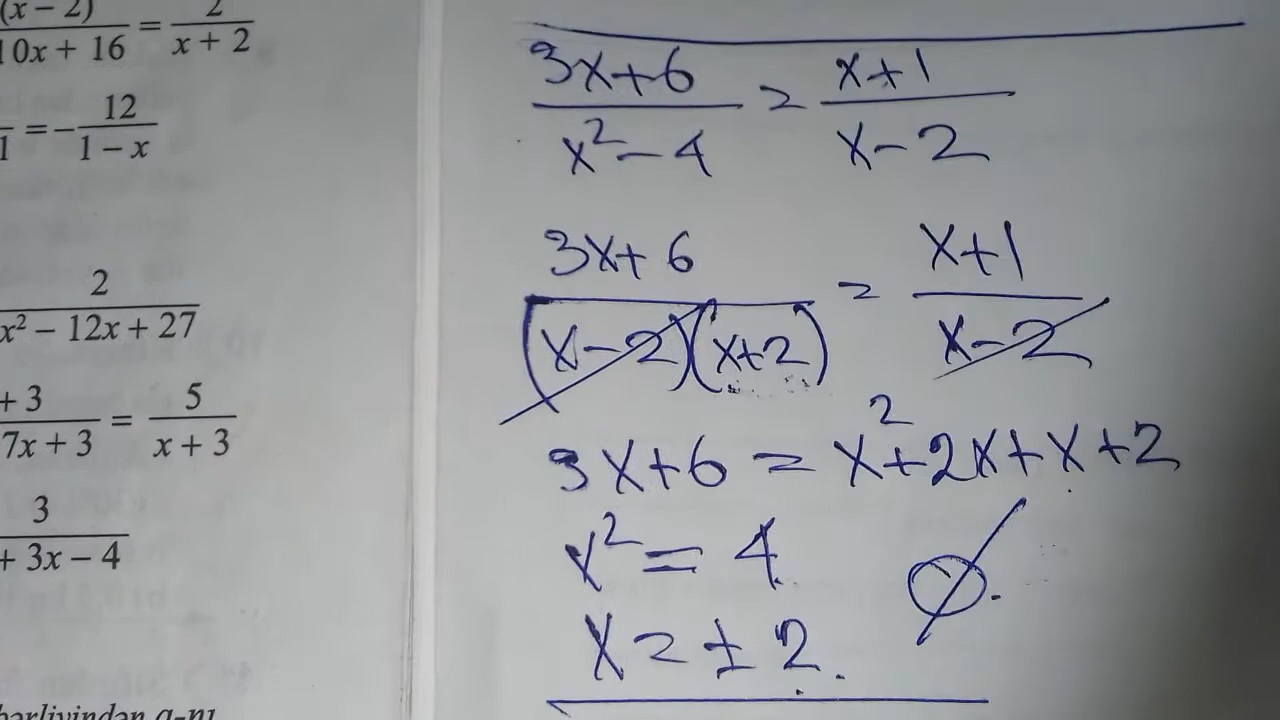 (x − 2)/10x + 16 = 2/x + 2
1 = − 12/1 − x
2/x² − 12x + 27
+ 3/7x + 3 = 5/x + 3
3/+ 3x − 4
3x+6/x²−4 = x+1/x−2
3x+6/(x−2)(x+2) = x+1/x−2
3x+6 = x²+2x+x+2
x² = 4
∅.
x = ±2.